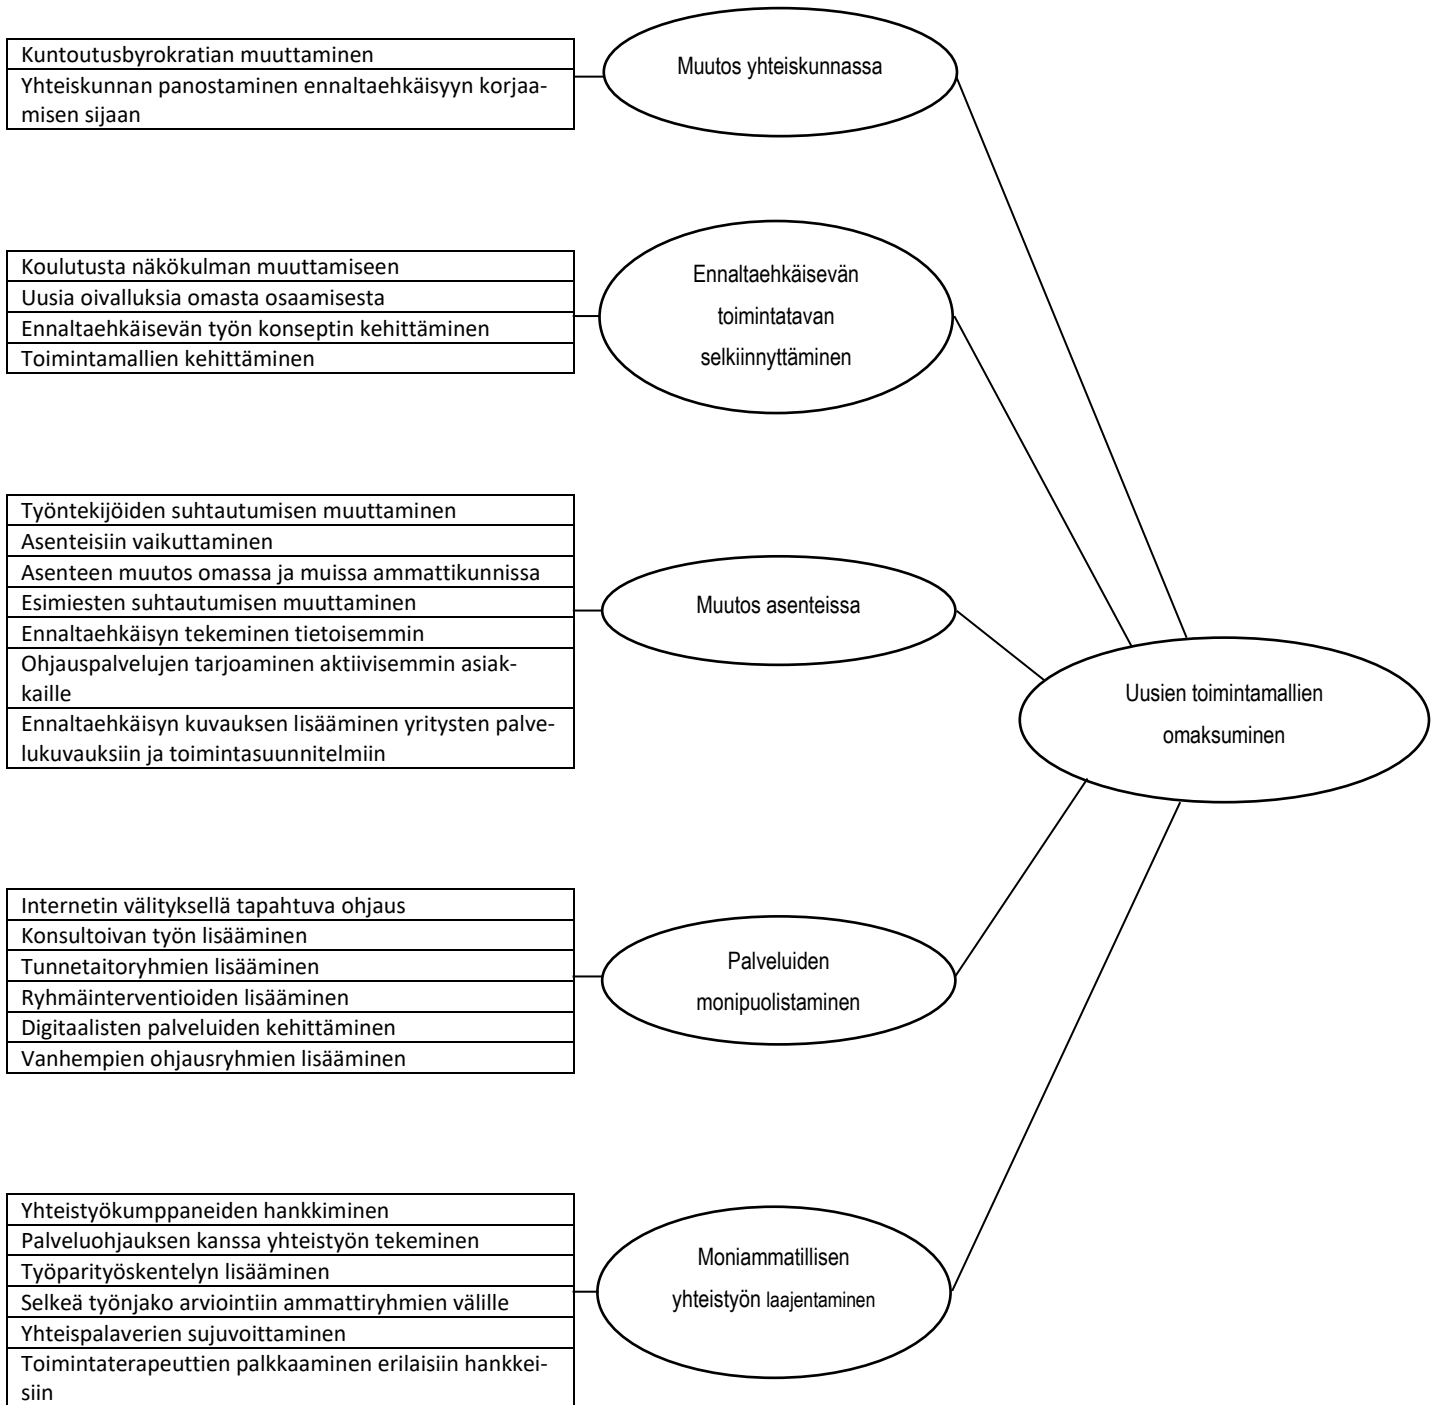 Kuntoutusbyrokratian muuttaminen
Yhteiskunnan panostaminen ennaltaehkäisyyn korjaa-
misen sijaan
Muutos yhteiskunnassa
Koulutusta näkökulman muuttamiseen
Uusia oivalluksia omasta osaamisesta
Ennaltaehkäisevän työn konseptin kehittäminen
Toimintamallien kehittäminen
Ennaltaehkäisevän
toimintatavan
selkiinnyttäminen
Työntekijöiden suhtautumisen muuttaminen
Asenteisiin vaikuttaminen
Asenteen muutos omassa ja muissa ammattikunnissa
Esimiesten suhtautumisen muuttaminen
Ennaltaehkäisyn tekeminen tietoisemmin
Ohjauspalvelujen tarjoaminen aktiivisemmin asiak-
kaille
Ennaltaehkäisyn kuvauksen lisääminen yritysten palve-
lukuvauksiin ja toimintasuunnitelmiin
Muutos asenteissa
Uusien toimintamallien
omaksuminen
Internetin välityksellä tapahtuva ohjaus
Konsultoivan työn lisääminen
Tunnetaitoryhmien lisääminen
Ryhmäinterventioiden lisääminen
Digitaalisten palveluiden kehittäminen
Vanhempien ohjausryhmien lisääminen
Palveluiden
monipuolistaminen
Yhteistyökumppaneiden hankkiminen
Palveluohjauksen kanssa yhteistyön tekeminen
Työparityöskentelyn lisääminen
Selkeä työnjako arviointiin ammattiryhmien välille
Yhteispalaverien sujuvoittaminen
Toimintaterapeuttien palkkaaminen erilaisiin hankkei-
siin
Moniammatillisen
yhteistyön laajentaminen